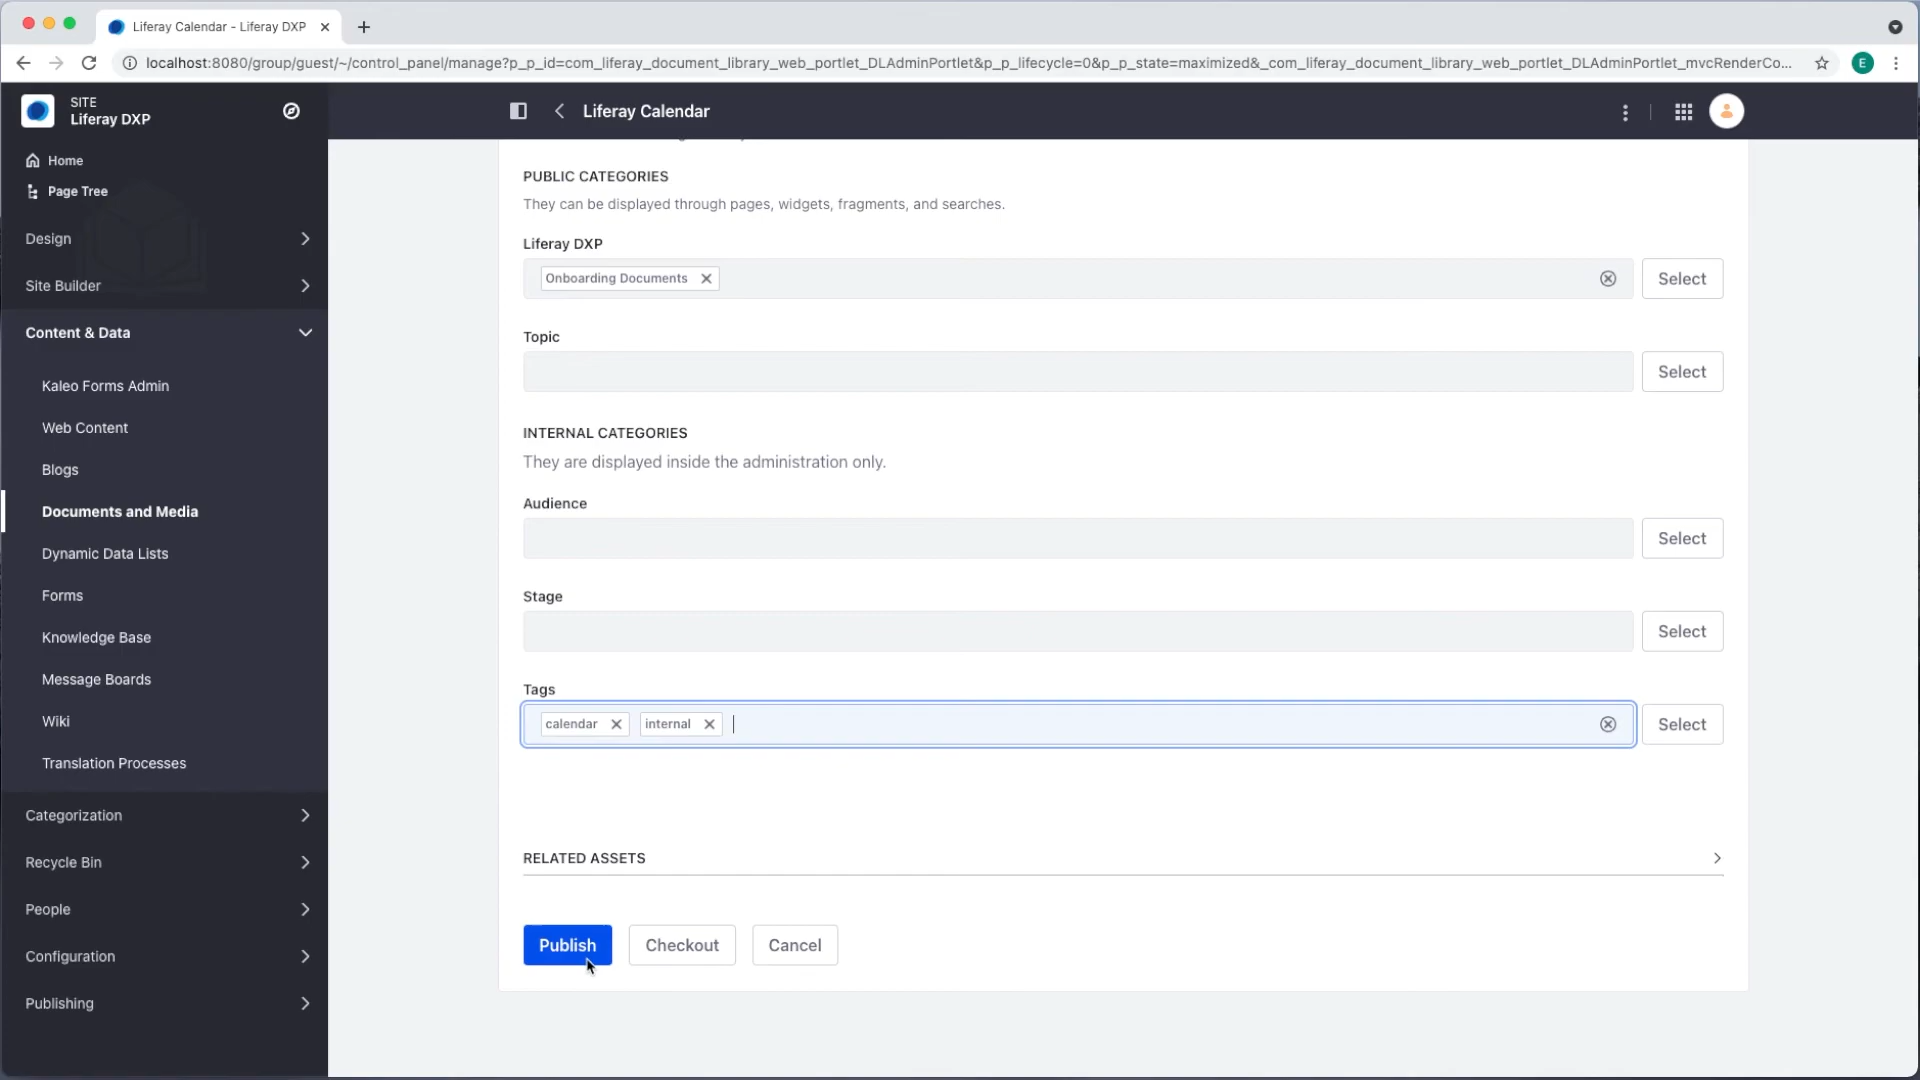 Liferay Calendar - Liferay DXP
localhost:8080/group/guest/~/control_panel/manage?p_p_id=com_liferay_document_library_web_portlet_DLAdminPortlet&p_p_lifecycle=0&p_p_state=maximized&_com_liferay_document_library_web_portlet_DLAdminPortlet_mvcRenderCo...
E
SITE
Liferay DXP
Home
Page Tree
Design
Site Builder
Content & Data
Kaleo Forms Admin
Web Content
Blogs
Documents and Media
Dynamic Data Lists
Forms
Knowledge Base
Message Boards
Wiki
Translation Processes
Categorization
Recycle Bin
People
Configuration
Publishing
Liferay Calendar
PUBLIC CATEGORIES
They can be displayed through pages, widgets, fragments, and searches.
Liferay DXP
Onboarding Documents
Select
Topic
Select
INTERNAL CATEGORIES
They are displayed inside the administration only.
Audience
Select
Stage
Select
Tags
calendar internal
Select
RELATED ASSETS
Publish Checkout Cancel